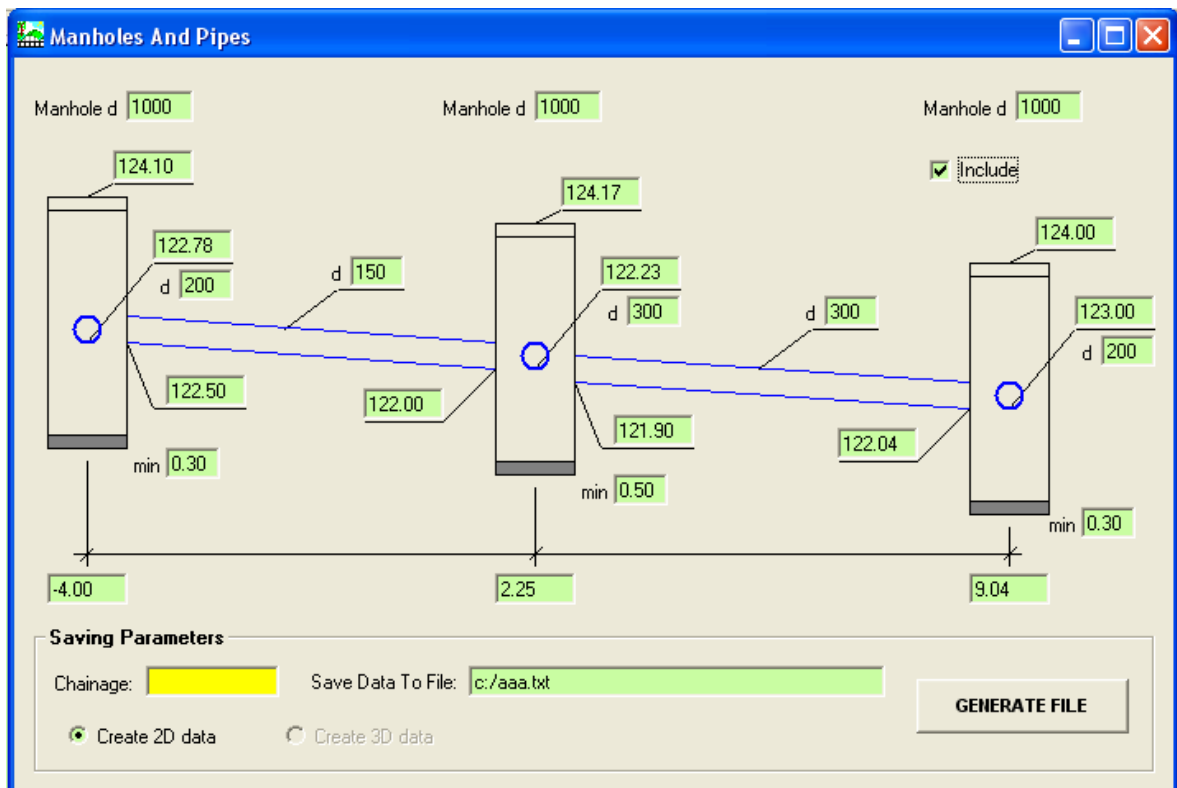 Manholes And Pipes
Manhole d 1000
Manhole d 1000
Manhole d 1000
124.10
124.17
Include
122.78
d 200
d 150
122.23
d 300
d 300
124.00
123.00
d 200
122.50
122.00
121.90
122.04
min 0.30
min 0.50
min 0.30
-4.00
2.25
9.04
Saving Parameters
Chainage:
Save Data To File: c:/aaa.txt
GENERATE FILE
Create 2D data
Create 3D data